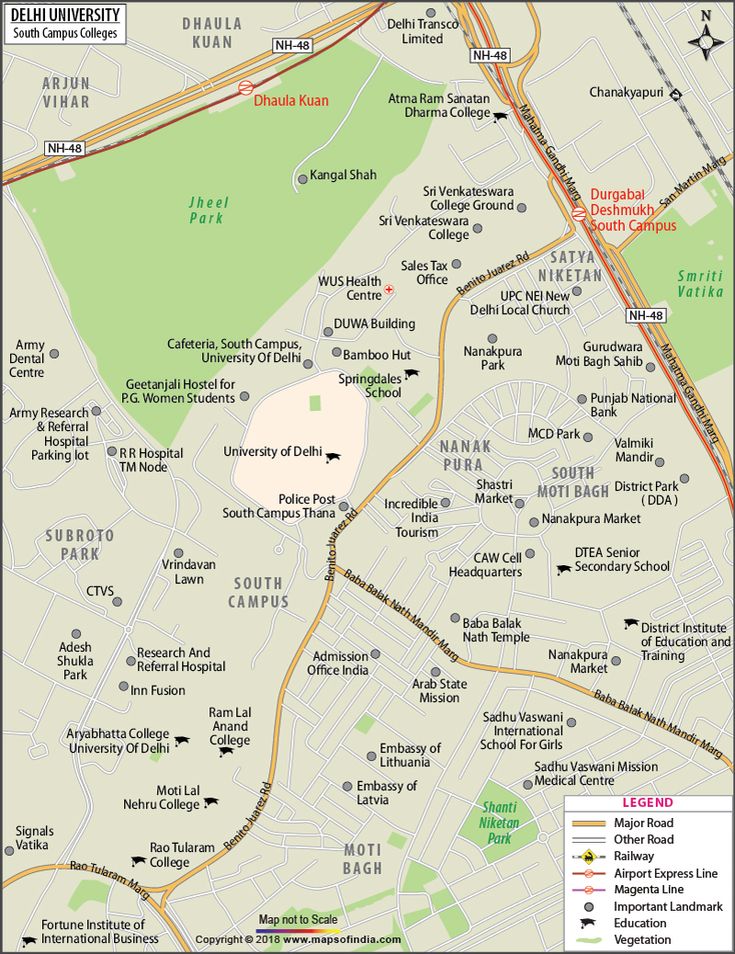 DELHI UNIVERSITY
South Campus Colleges
DHAULA
KUAN
Delhi Transco
Limited
N
NH-48
NH-48
ARJUN
VIHAR
Dhaula Kuan
Atma Ram Sanatan
Dharma College
Chanakyapuri
NH-48
Mahatma Gandhi Marg
San Martin Marg
Kangal Shah
Jheel
Park
Sri Venkateswara
College Ground
Sri Venkateswara
College
Durgabal
Deshmukh
South Campus
Sales Tax
Office
Benito Juarez Rd
SATYA
NIKETAN
Smriti
Vatika
WUS Health
Centre
UPC NEI New
Delhi Local Church
NH-48
DUWA Building
Army
Dental
Centre
Cafeteria, South Campus,
University Of Delhi
Bamboo Hut
Nanakpura
Park
Gurudwara
Moti Bagh Sahib
Mahatma Gandhi Marg
Geetanjali Hostel for
P.G. Women Students
Springdales
School
Punjab National
Bank
Army Research
& Referral
Hospital
Parking lot
R R Hospital
TM Node
University of Delhi
NANAK
PURA
MCD Park
Valmiki
Mandir
SOUTH
MOTI BAGH
District Park
( DDA )
Shastri
Market
Police Post
South Campus Thana
Incredible
India
Tourism
Nanakpura Market
Benito Juarez Rd
SUBROTO
PARK
Vrindavan
Lawn
CAW Cell
Headquarters
DTEA Senior
Secondary School
SOUTH
CAMPUS
CTVS
Baba Balak Nath Mandir Marg
Baba Balak
Nath Temple
District Institute
of Education and
Training
Adesh
Shukla
Park
Research And
Referral Hospital
Admission
Office India
Nanakpura
Market
Inn Fusion
Arab State
Mission
Baba Balak Nath Mandir Marg
Ram Lal
Anand
College
Aryabhatta College
University Of Delhi
Sadhu Vaswani
International
School For Girls
Embassy of
Lithuania
Sadhu Vaswani Mission
Medical Centre
Moti Lal
Nehru College
Embassy of
Latvia
Benito Juarez Rd
Shanti
Niketan
Park
Signals
Vatika
Rao Tularam
College
MOTI
BAGH
Rao Tularam Marg
LEGEND
Major Road
Other Road
Railway
Airport Express Line
Magenta Line
Important Landmark
Education
Vegetation
Fortune Institute of
International Business
Map not to Scale
Copyright © 2018 www.mapsofindia.com